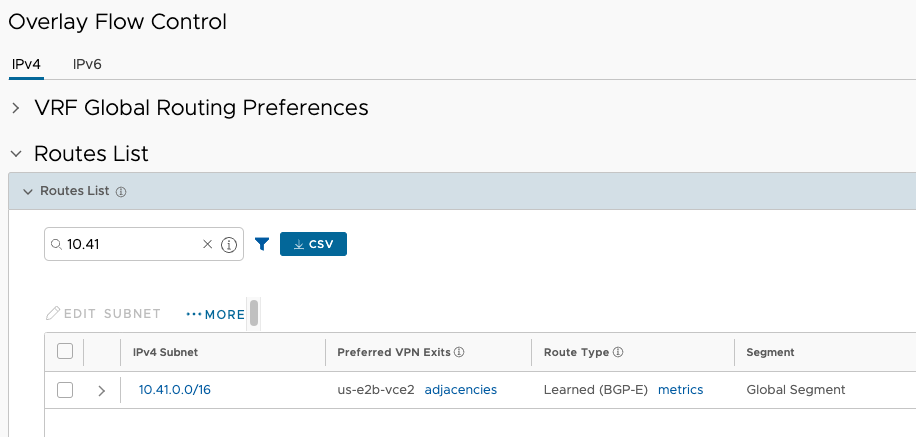 Overlay Flow Control
IPv4 IPv6
VRF Global Routing Preferences
Routes List
Routes List
10.41 CSV
EDIT SUBNET ••• MORE
IPv4 Subnet Preferred VPN Exits Route Type Segment
10.41.0.0/16 us-e2b-vce2 adjacencies Learned (BGP-E) metrics Global Segment